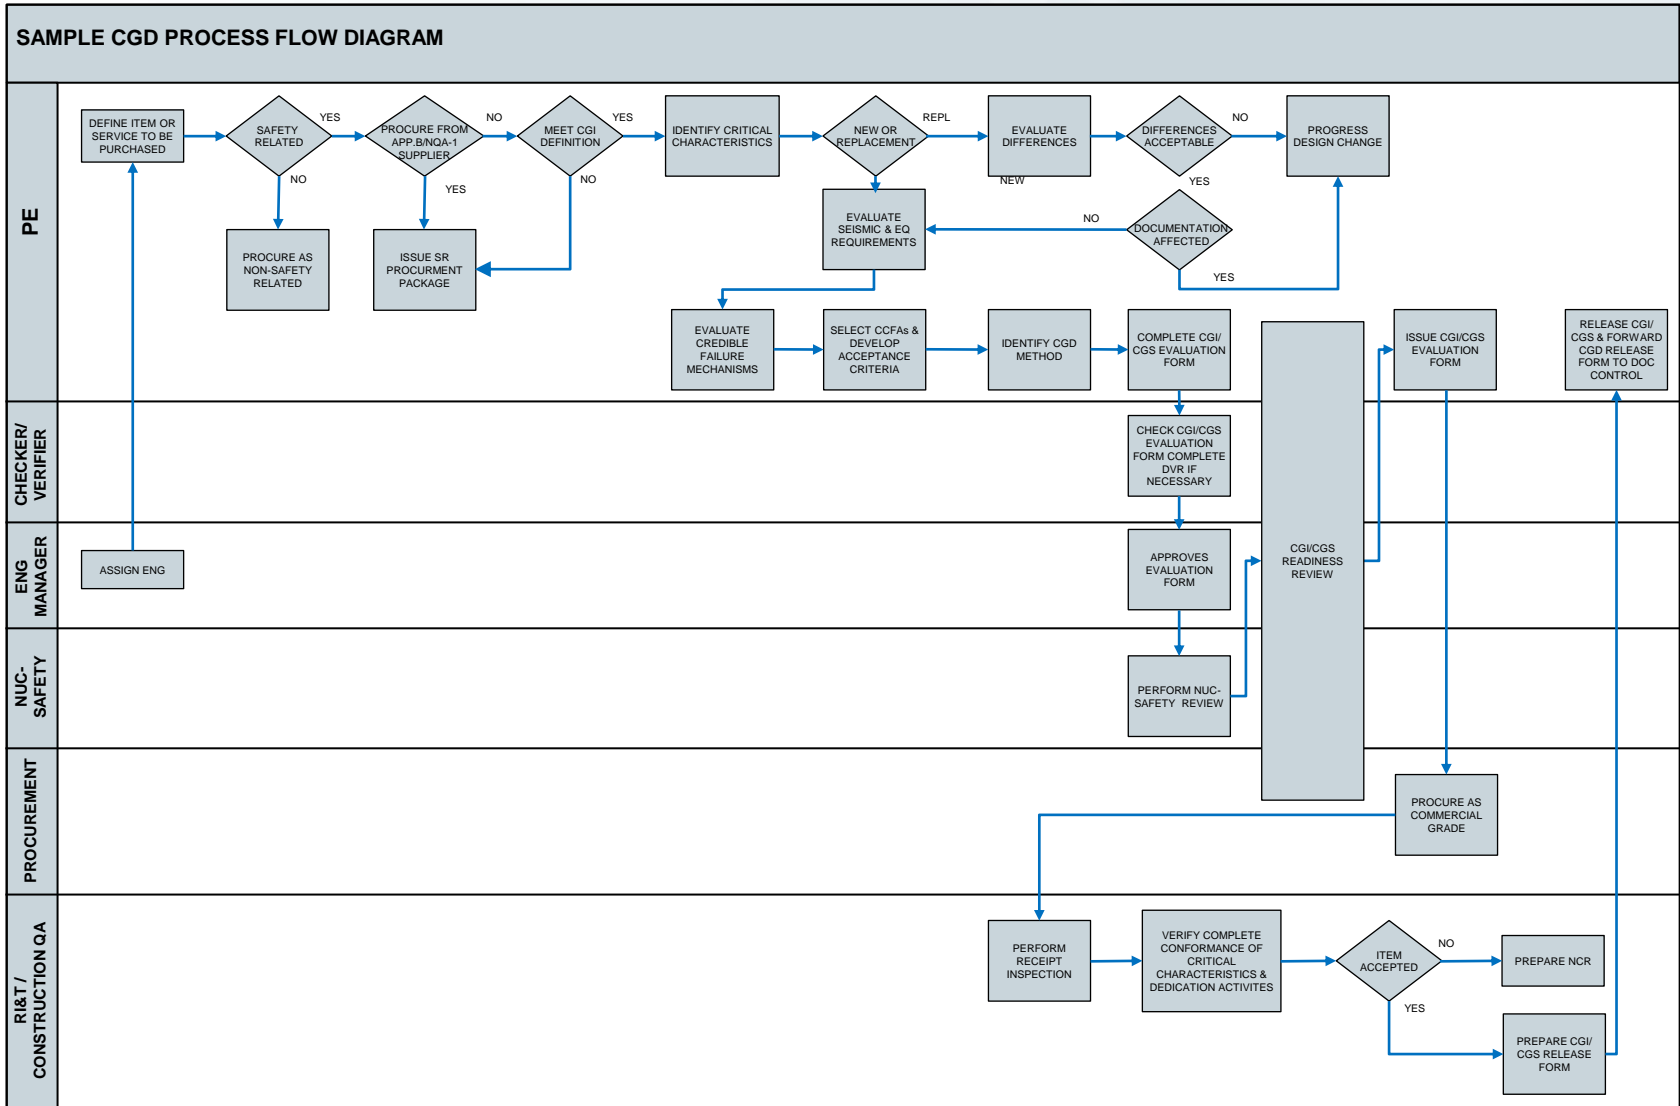 SAMPLE CGD PROCESS FLOW DIAGRAM
PE
DEFINE ITEM OR
SERVICE TO BE
PURCHASED
SAFETY
RELATED
YES
NO
PROCURE FROM
APP.B/NQA-1
SUPPLIER
NO
YES
MEET CGI
DEFINITION
YES
NO
IDENTIFY CRITICAL
CHARACTERISTICS
NEW OR
REPLACEMENT
REPL
NEW
EVALUATE
DIFFERENCES
DIFFERENCES
ACCEPTABLE
NO
YES
PROGRESS
DESIGN CHANGE
PROCURE AS
NON-SAFETY
RELATED
ISSUE SR
PROCURMENT
PACKAGE
EVALUATE
SEISMIC & EQ
REQUIREMENTS
NO
DOCUMENTATION
AFFECTED
YES
EVALUATE
CREDIBLE
FAILURE
MECHANISMS
SELECT CCFAs &
DEVELOP
ACCEPTANCE
CRITERIA
IDENTIFY CGD
METHOD
COMPLETE CGI/
CGS EVALUATION
FORM
ISSUE CGI/CGS
EVALUATION
FORM
RELEASE CGI/
CGS & FORWARD
CGD RELEASE
FORM TO DOC
CONTROL
CHECKER/
VERIFIER
CHECK CGI/CGS
EVALUATION
FORM COMPLETE
DVR IF
NECESSARY
ENG
MANAGER
ASSIGN ENG
APPROVES
EVALUATION
FORM
CGI/CGS
READINESS
REVIEW
NUC-
SAFETY
PERFORM NUC-
SAFETY REVIEW
PROCUREMENT
PROCURE AS
COMMERCIAL
GRADE
RI&T /
CONSTRUCTION QA
PERFORM
RECEIPT
INSPECTION
VERIFY COMPLETE
CONFORMANCE OF
CRITICAL
CHARACTERISTICS &
DEDICATION ACTIVITES
ITEM
ACCEPTED
NO
YES
PREPARE NCR
PREPARE CGI/
CGS RELEASE
FORM